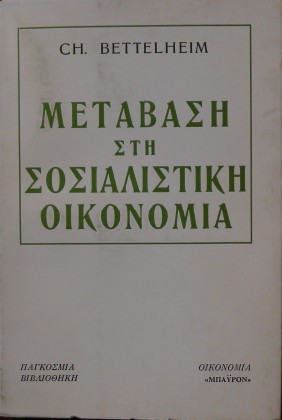 CH. BETTELHEIM
ΜΕΤΑΒΑΣΗ
ΣΤΗ
ΣΟΣΙΑΛΙΣΤΙΚΗ
ΟΙΚΟΝΟΜΙΑ
ΠΑΓΚΟΣΜΙΑ
ΒΙΒΛΙΟΘΗΚΗ
ΟΙΚΟΝΟΜΙΑ
«ΜΠΑΫΡΟΝ»